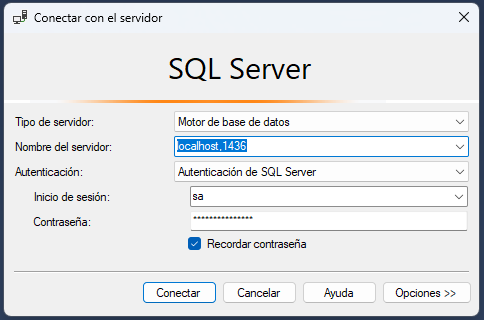 Conectar con el servidor
SQL Server
Tipo de servidor: Motor de base de datos
Nombre del servidor: localhost,1436
Autenticación: Autenticación de SQL Server
Inicio de sesión: sa
Contraseña: ***************
Recordar contraseña
Conectar Cancelar Ayuda Opciones >>